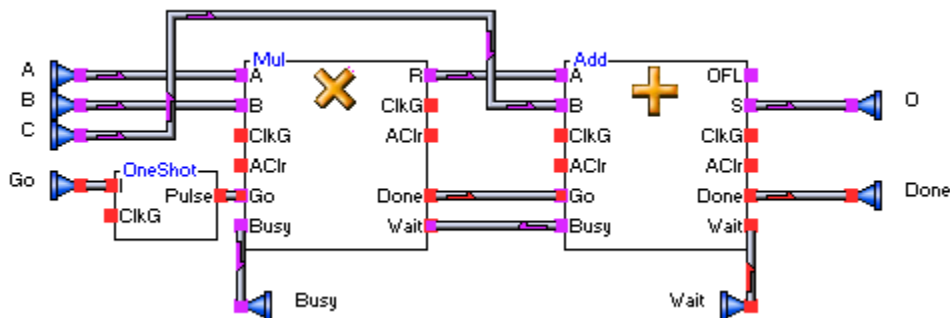 Mul
Add
A
A
R
A
OFL
B
B
ClkG
B
S
O
C
ClkG
AClr
ClkG
ClkG
AClr
AClr
AClr
Go
OneShot
I
Pulse
Go
Done
Go
Done
Done
ClkG
Busy
Wait
Busy
Wait
Busy
Wait